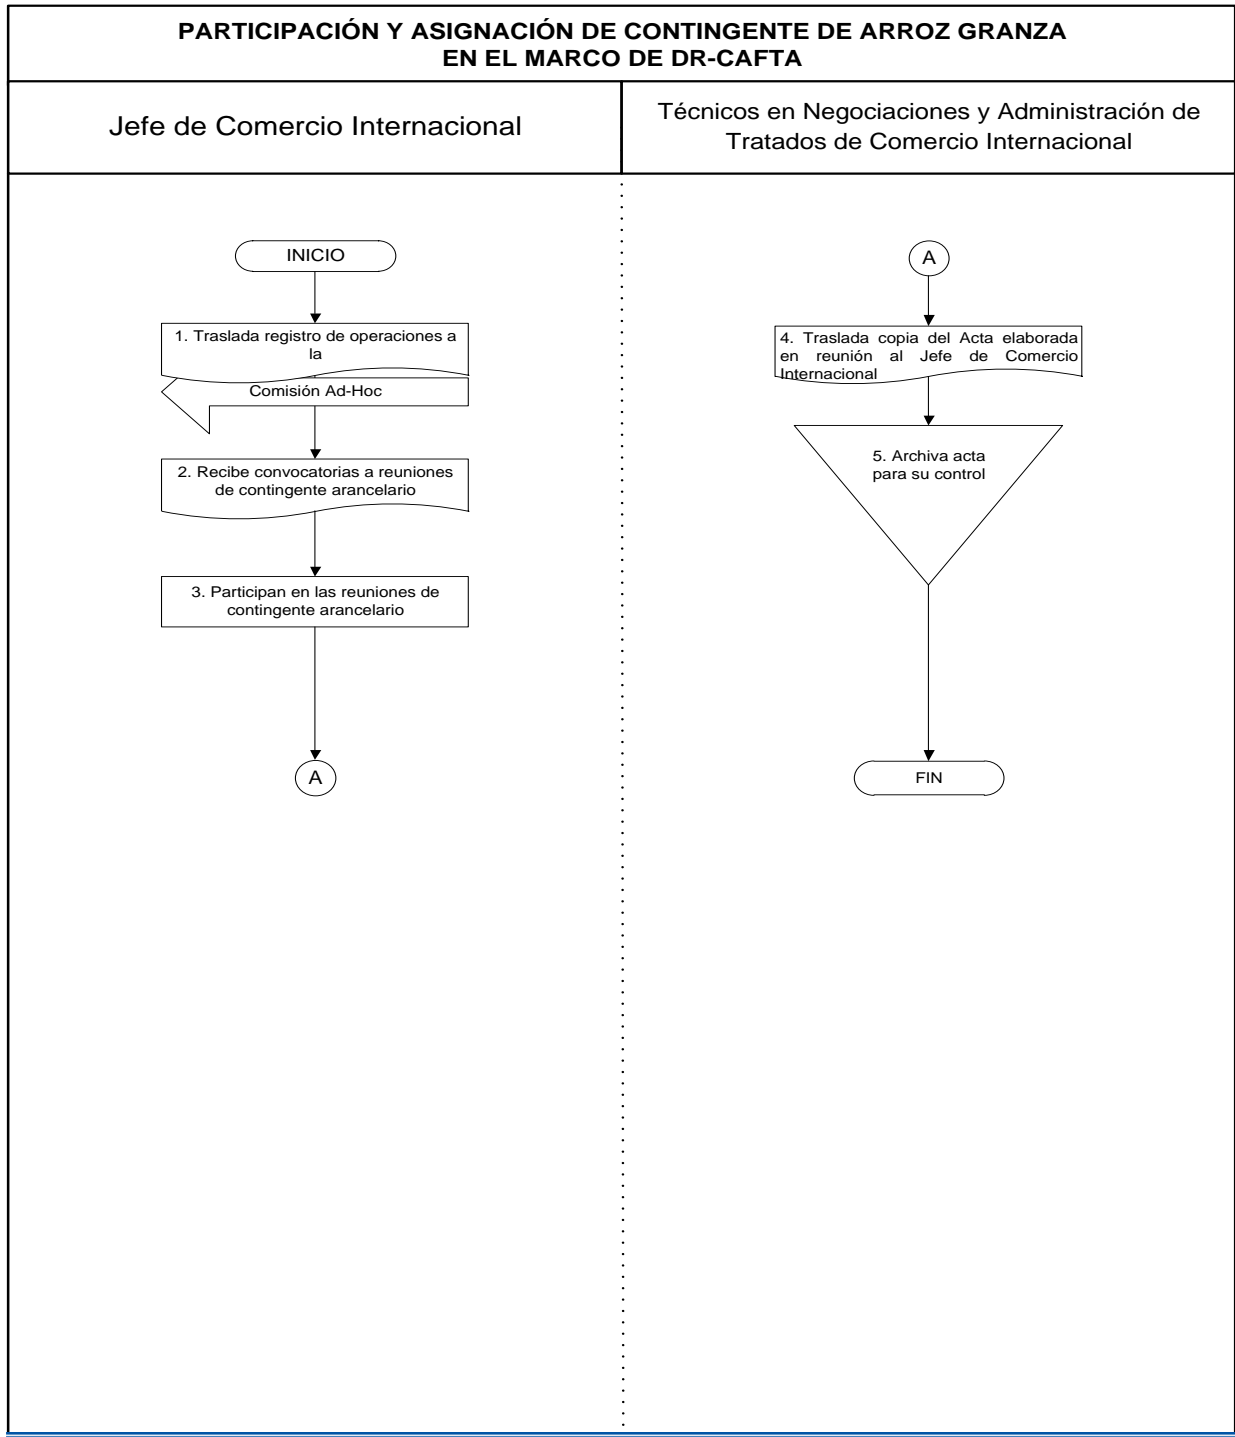 PARTICIPACIÓN Y ASIGNACIÓN DE CONTINGENTE DE ARROZ GRANZA
EN EL MARCO DE DR-CAFTA
Jefe de Comercio Internacional
Técnicos en Negociaciones y Administración de
Tratados de Comercio Internacional
INICIO
1. Traslada registro de operaciones a
la
Comisión Ad-Hoc
2. Recibe convocatorias a reuniones
de contingente arancelario
3. Participan en las reuniones de
contingente arancelario
A
A
4. Traslada copia del Acta elaborada
en reunión al Jefe de Comercio
Internacional
5. Archiva acta
para su control
FIN